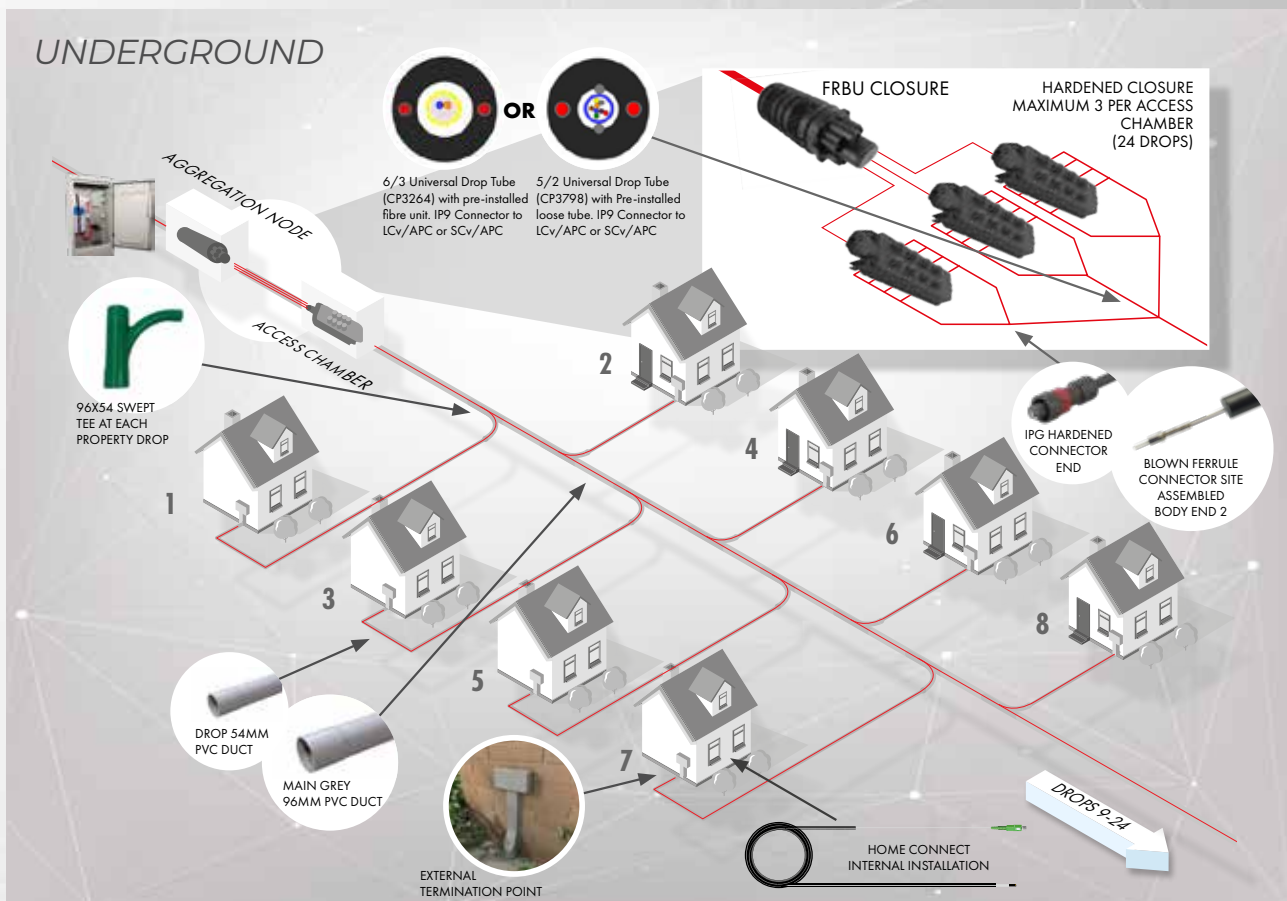 UNDERGROUND
OR
6/3 Universal Drop Tube
(CP3264) with pre-installed
fibre unit. IP9 Connector to
LCv/APC or SCv/APC
5/2 Universal Drop Tube
(CP3798) with Pre-installed
loose tube. IP9 Connector to
LCv/APC or SCv/APC
FRBU CLOSURE
HARDENED CLOSURE
MAXIMUM 3 PER ACCESS
CHAMBER
(24 DROPS)
AGGREGATION NODE
ACCESS CHAMBER
96X54 SWEPT
TEE AT EACH
PROPERTY DROP
1
2
3
4
5
6
7
8
IPG HARDENED
CONNECTOR
END
BLOWN FERRULE
CONNECTOR SITE
ASSEMBLED
BODY END 2
DROP 54MM
PVC DUCT
MAIN GREY
96MM PVC DUCT
EXTERNAL
TERMINATION POINT
HOME CONNECT
INTERNAL INSTALLATION
DROPS 9-24